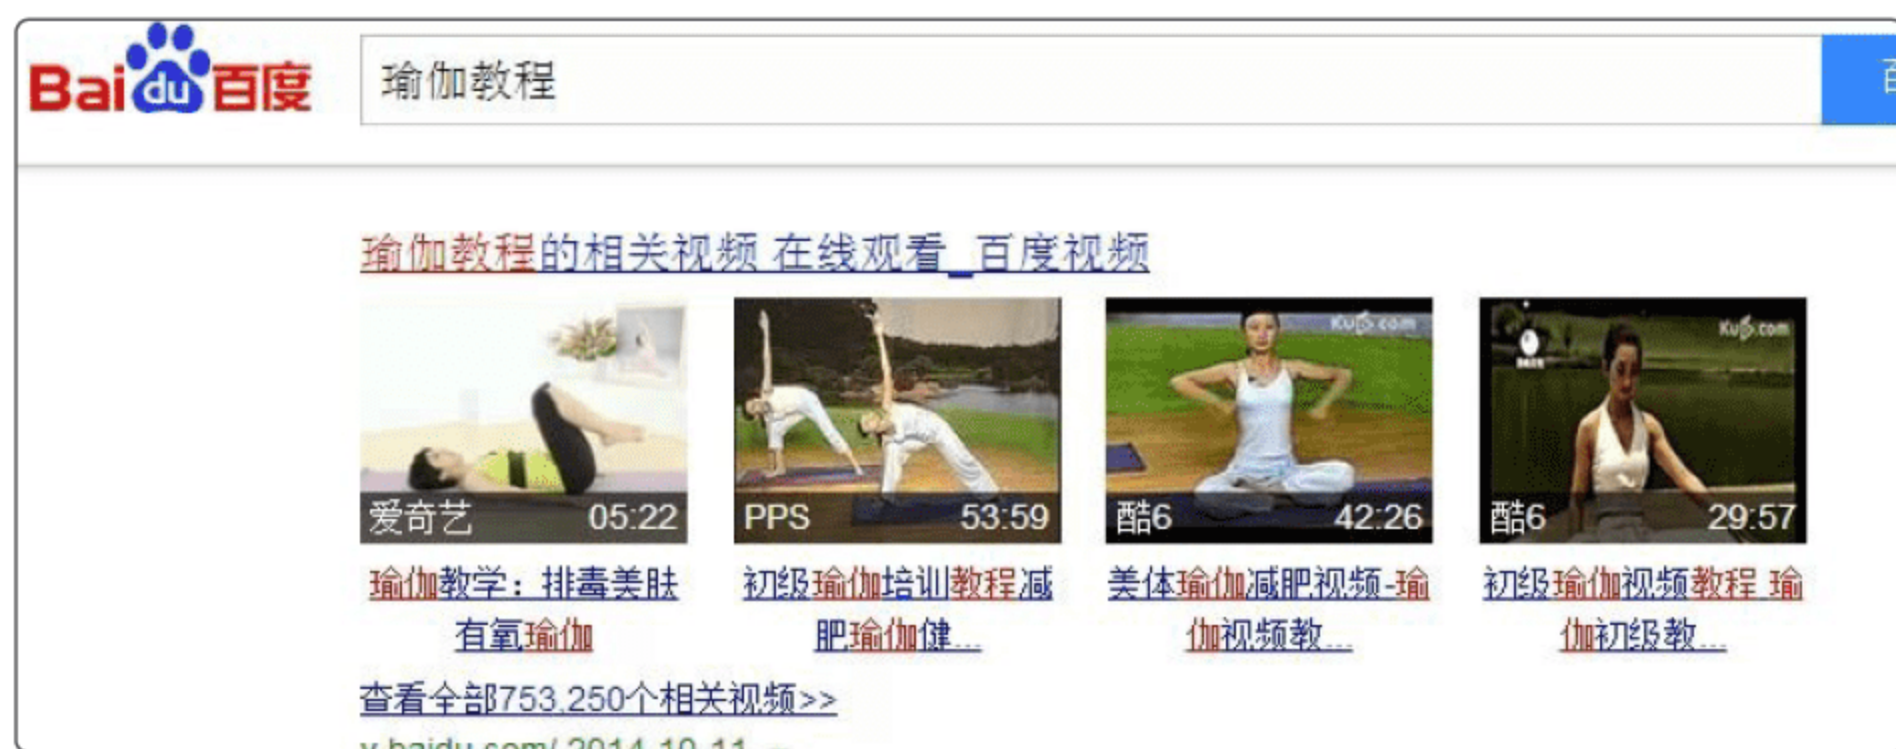 Bai du 百度
瑜伽教程
瑜伽教程的相关视频 在线观看_百度视频
Ku6.com
Ku6.com
爱奇艺 05:22
PPS 53:59
酷6 42:26
酷6 29:57
瑜伽教学：排毒美肤
有氧瑜伽
初级瑜伽培训教程减
肥瑜伽健...
美体瑜伽减肥视频-瑜
伽视频教...
初级瑜伽视频教程 瑜
伽初级教...
查看全部753,250个相关视频>>
v.baidu.com/ 2014-10-11